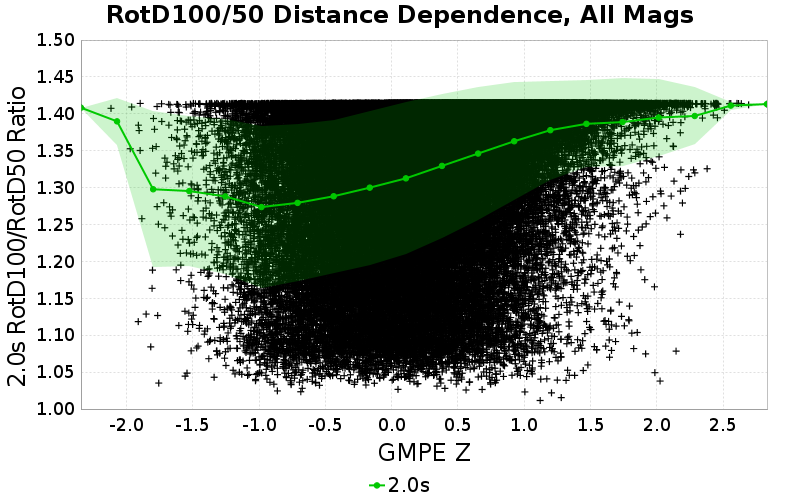 RotD100/50 Distance Dependence, All Mags
2.0s RotD100/RotD50 Ratio
1.50
1.45
1.40
1.35
1.30
1.25
1.20
1.15
1.10
1.05
1.00
-2.0 -1.5 -1.0 -0.5 0.0 0.5 1.0 1.5 2.0 2.5
GMPE Z
2.0s